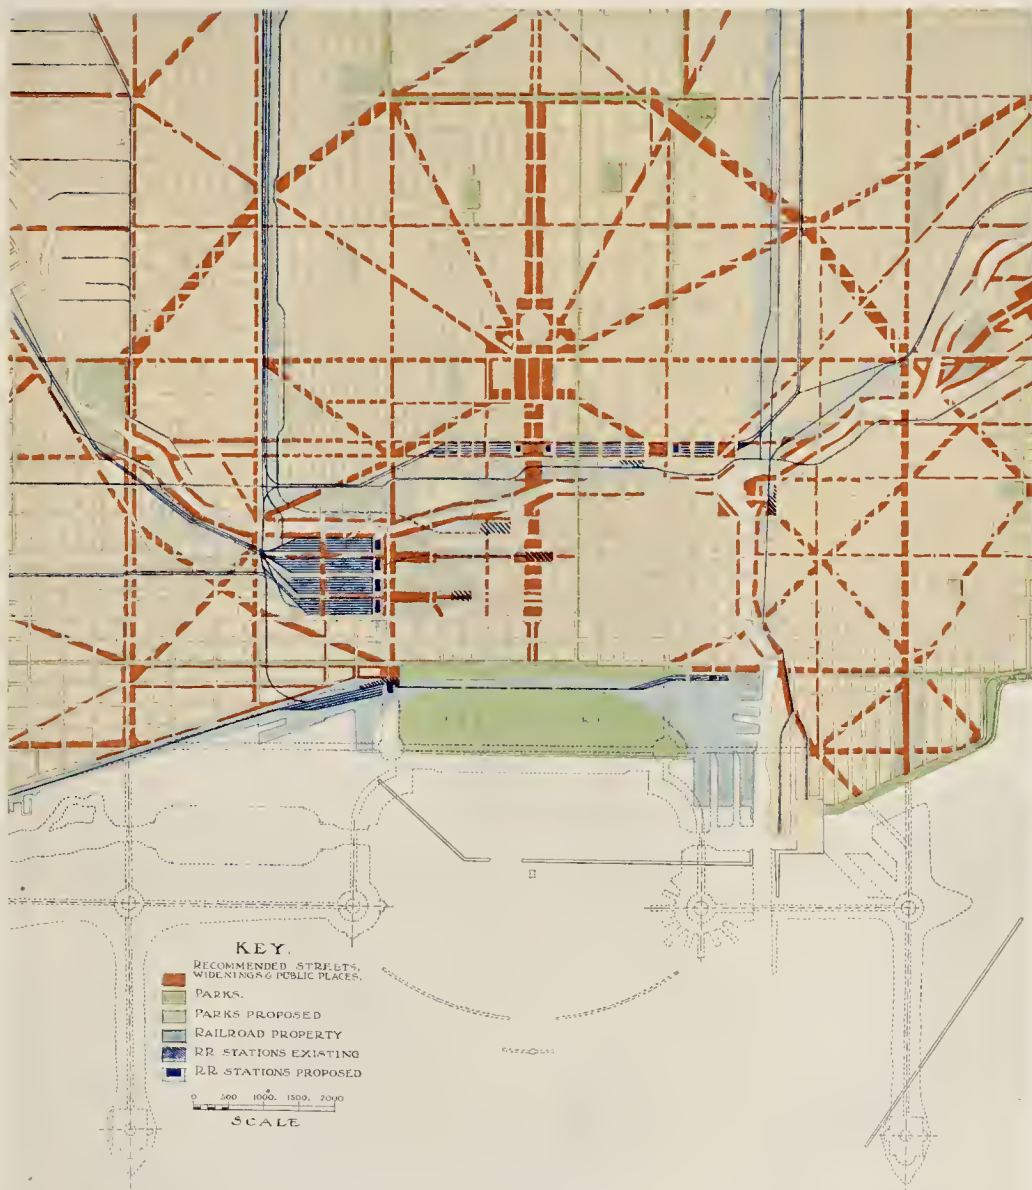 KEY.
RECOMMENDED STREETS,
WIDENINGS & PUBLIC PLACES.
PARKS.
PARKS PROPOSED
RAILROAD PROPERTY
RR STATIONS EXISTING
RR STATIONS PROPOSED
0 500 1000. 1500. 2000
SCALE